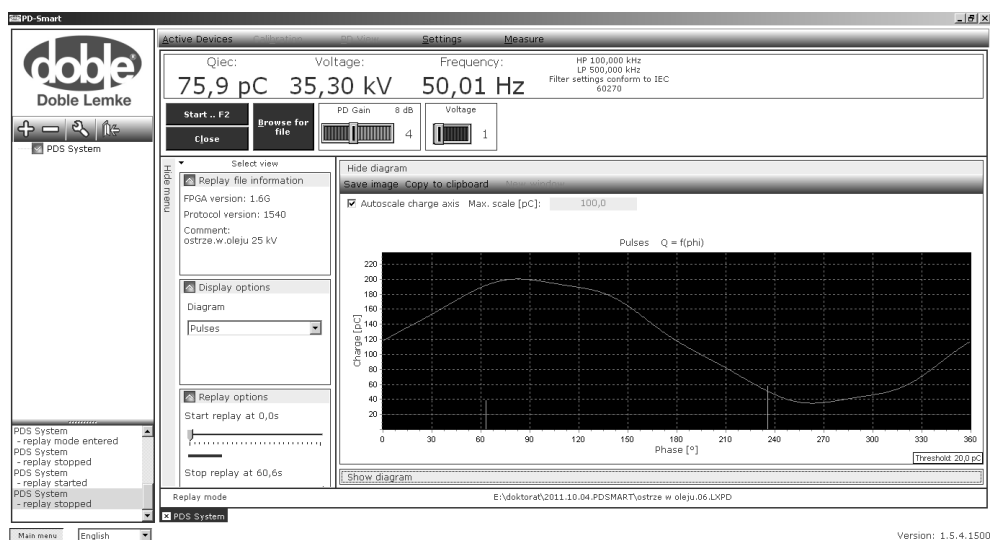 PD-Smart
doble
Doble Lemke
Active Devices Calibration PD View Settings Measure
Qiec: Voltage: Frequency:
75,9 pC 35,30 kV 50,01 Hz
HP 100,000 kHz
LP 500,000 kHz
Filter settings conform to IEC
60270
Start .. F2
Close
Browse for
file
PD Gain 8 dB
4
Voltage
1
PDS System
Hide menu
Select view
Replay file information
FPGA version: 1.6G
Protocol version: 1540
Comment:
ostrze.w.oleju 25 kV
Display options
Diagram
Pulses
Replay options
Start replay at 0,0s
Stop replay at 60,6s
Hide diagram
Save image Copy to clipboard New window
Autoscale charge axis Max. scale [pC]: 100,0
Pulses Q = f(phi)
Charge [pC]
220
200
180
160
140
120
100
80
60
40
20
0 30 60 90 120 150 180 210 240 270 300 330 360
Phase [°]
Threshold: 20,0 pC
Show diagram
PDS System
- replay mode entered
PDS System
- replay stopped
PDS System
- replay started
PDS System
- replay stopped
Replay mode E:\doktorat\2011.10.04.PDSMART\ostrze w oleju.06.LXPD
PDS System
Main menu English Version: 1.5.4.1500